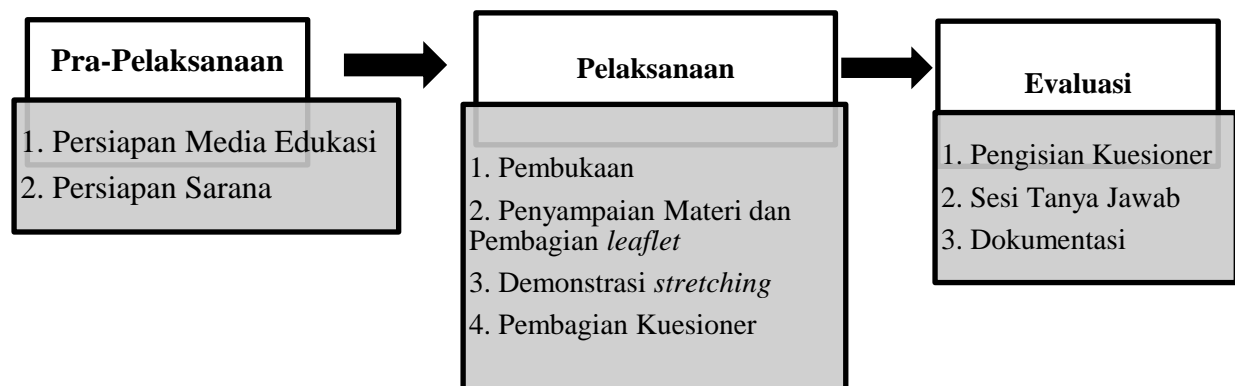 Pra-Pelaksanaan
1. Persiapan Media Edukasi
2. Persiapan Sarana
Pelaksanaan
1. Pembukaan
2. Penyampaian Materi dan
Pembagian leaflet
3. Demonstrasi stretching
4. Pembagian Kuesioner
Evaluasi
1. Pengisian Kuesioner
2. Sesi Tanya Jawab
3. Dokumentasi